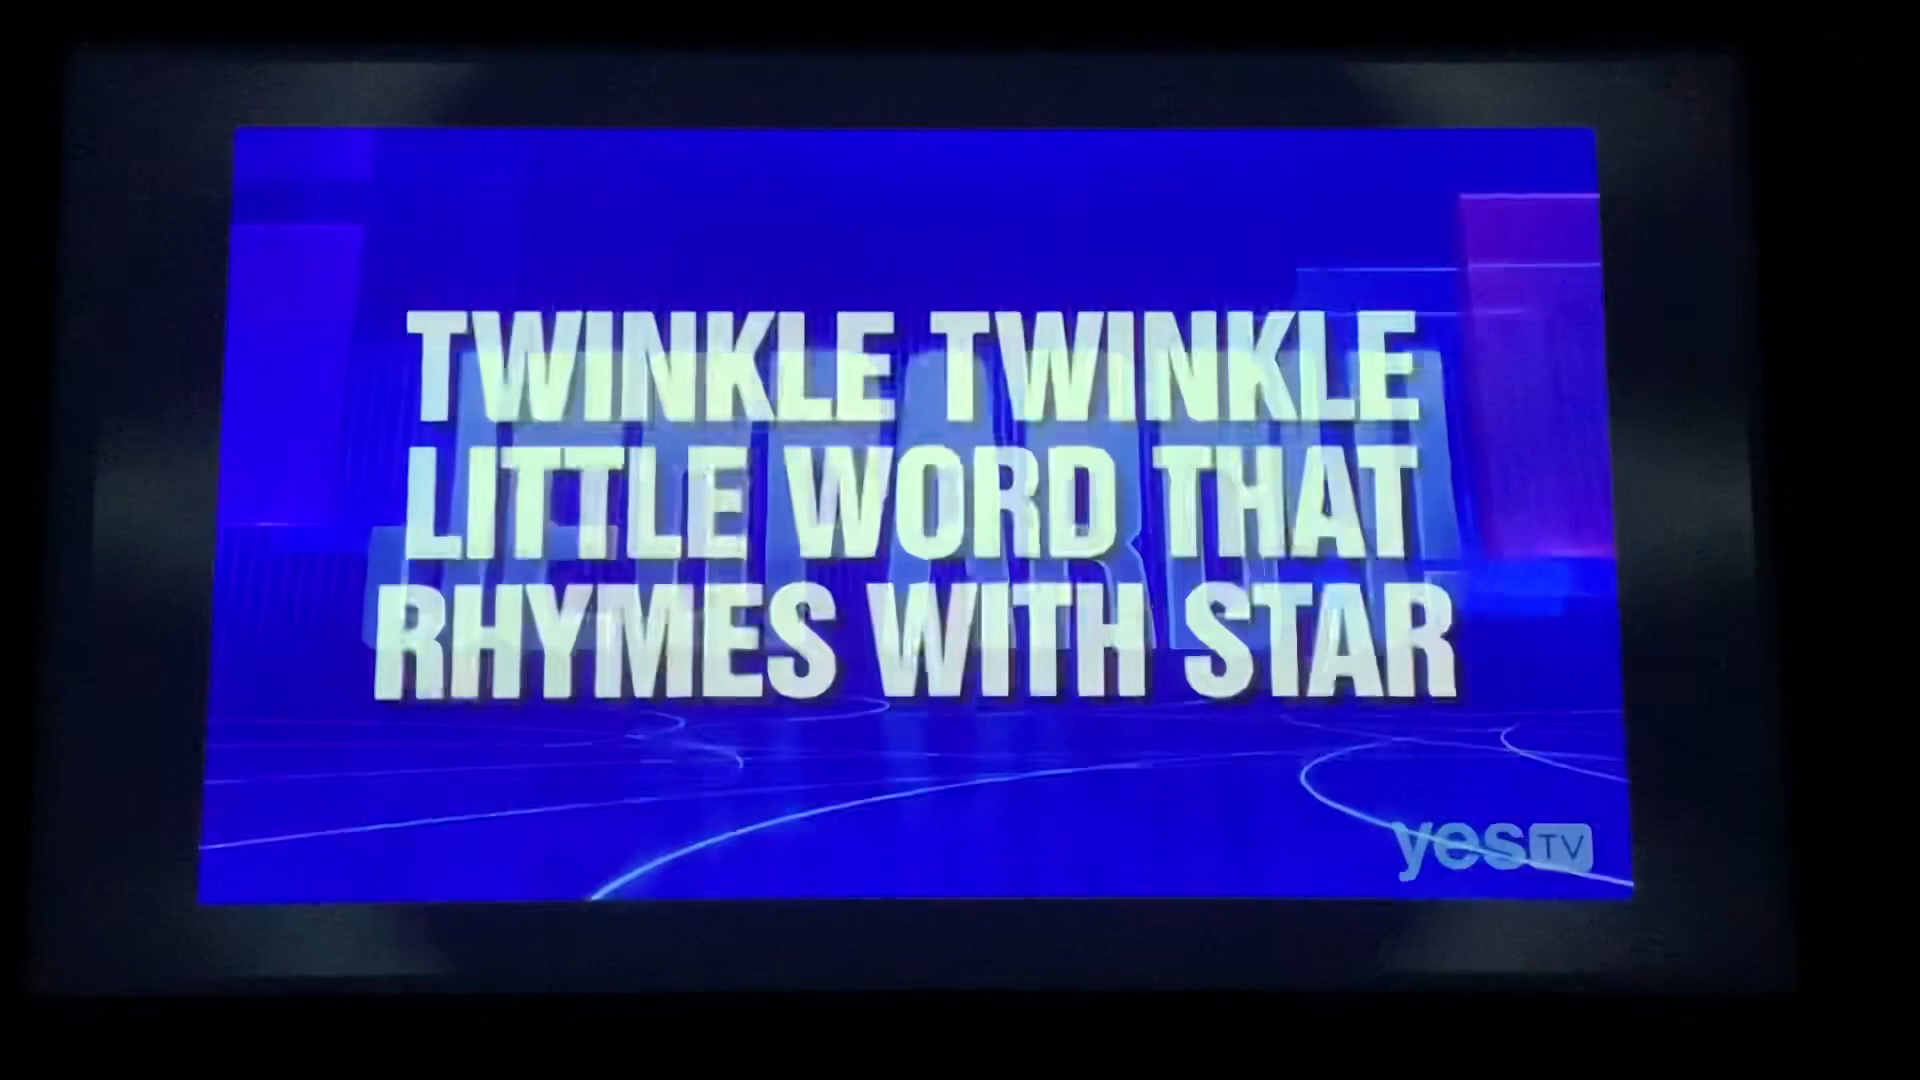 TWINKLE TWINKLE
LITTLE WORD THAT
RHYMES WITH STAR
yes TV